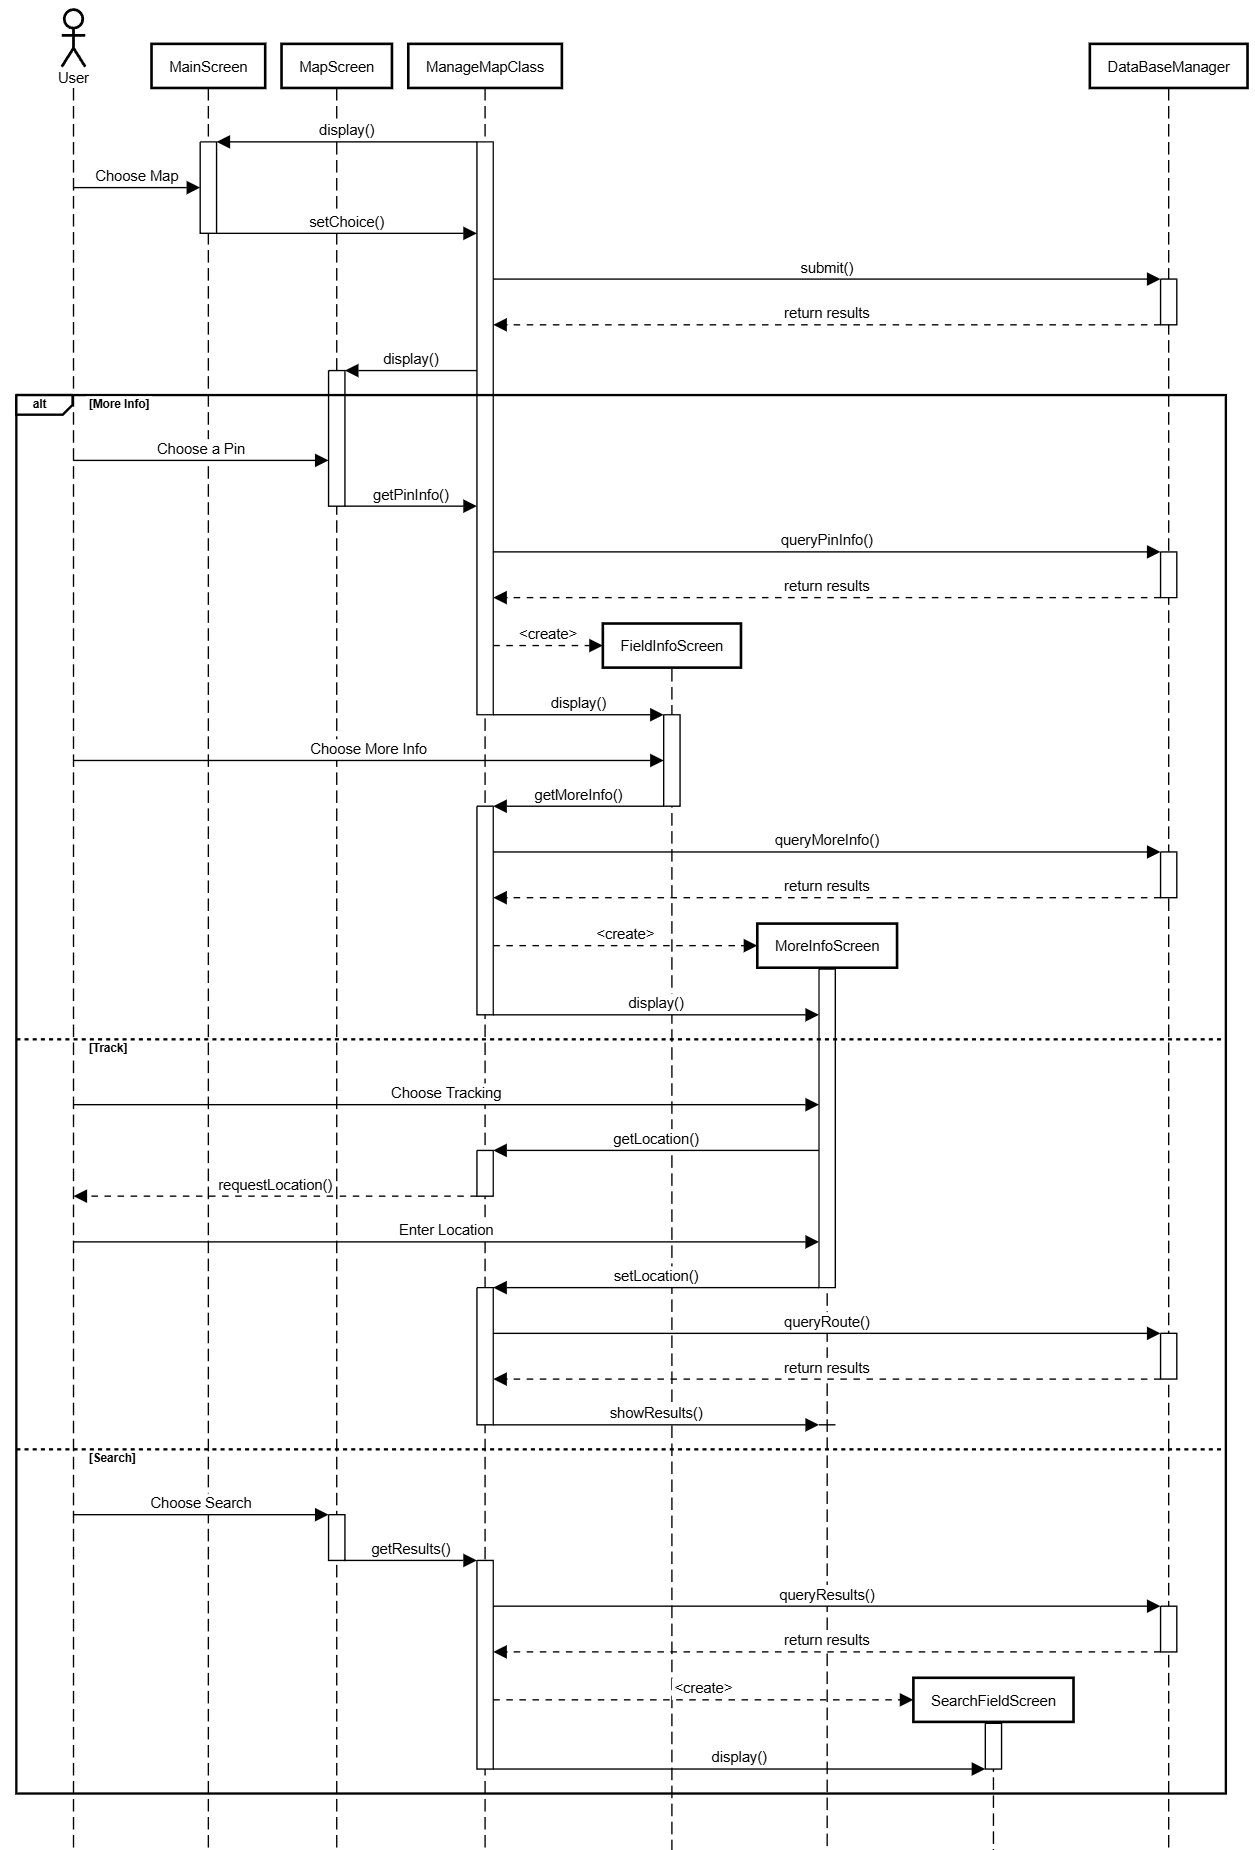 User
MainScreen
MapScreen
ManageMapClass
DataBaseManager
display()
Choose Map
setChoice()
submit()
return results
display()
alt
[More Info]
Choose a Pin
getPinInfo()
queryPinInfo()
return results
<create>
FieldInfoScreen
display()
Choose More Info
getMoreInfo()
queryMoreInfo()
return results
<create>
MoreInfoScreen
display()
[Track]
Choose Tracking
getLocation()
requestLocation()
Enter Location
setLocation()
queryRoute()
return results
showResults()
[Search]
Choose Search
getResults()
queryResults()
return results
<create>
SearchFieldScreen
display()